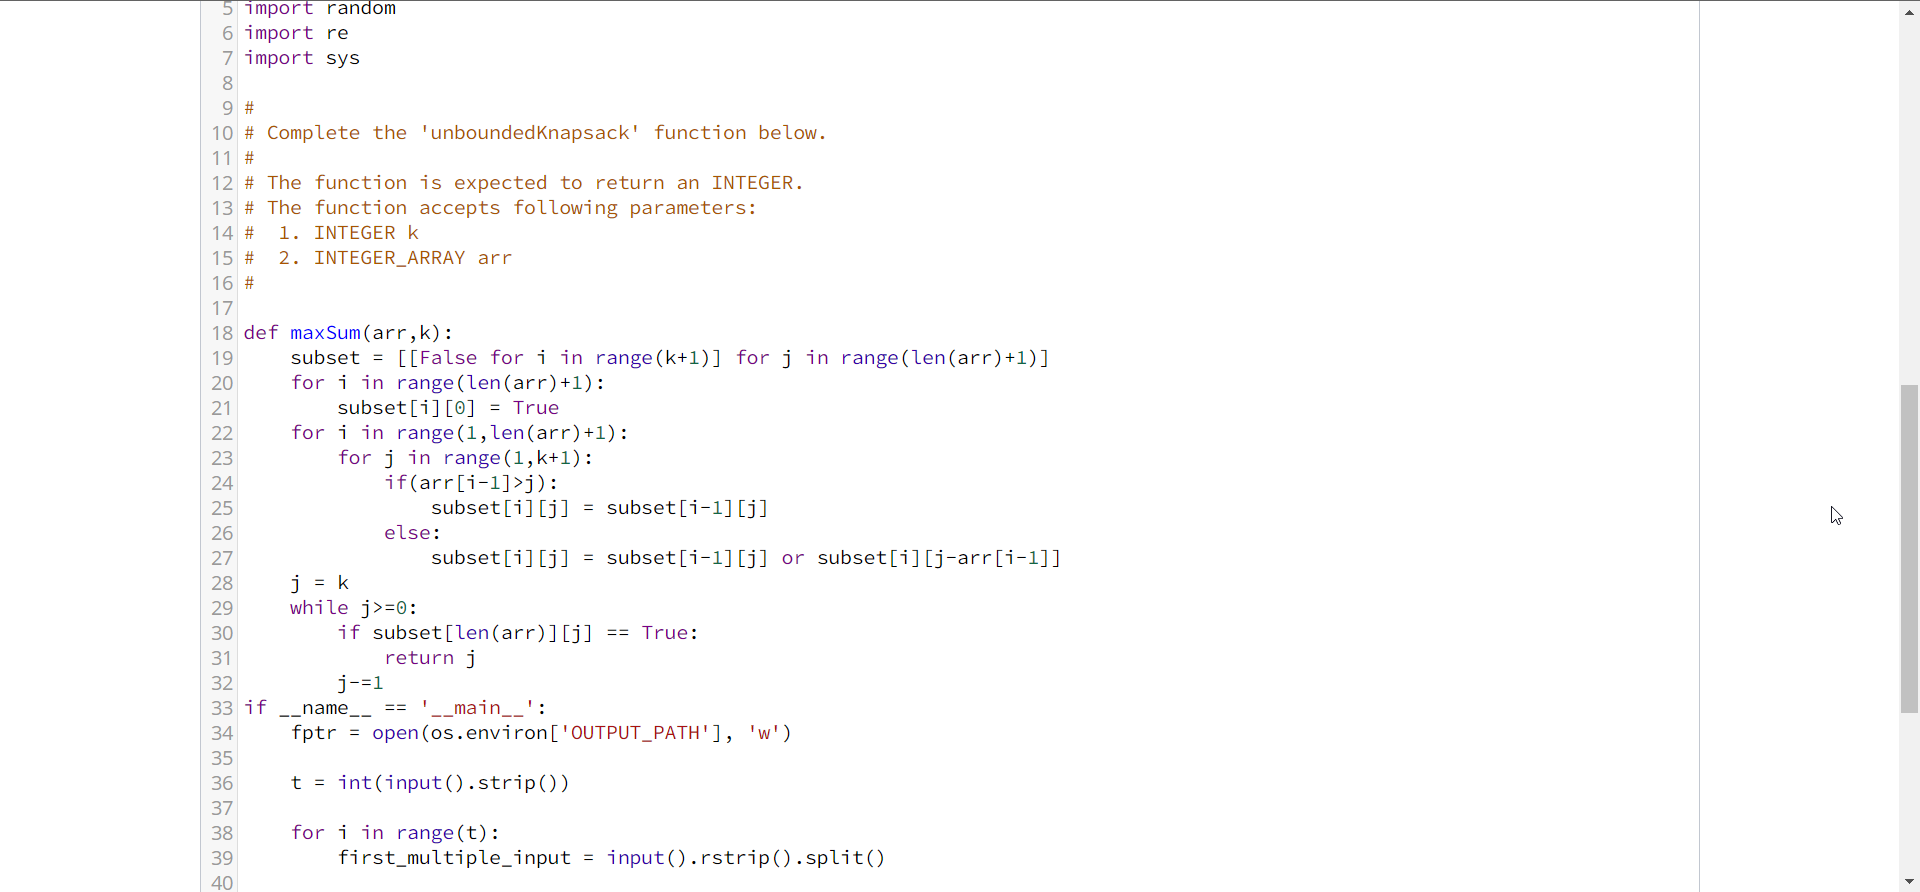 5 import random
6 import re
7 import sys
8
9 #
10 # Complete the 'unboundedKnapsack' function below.
11 #
12 # The function is expected to return an INTEGER.
13 # The function accepts following parameters:
14 #  1. INTEGER k
15 #  2. INTEGER_ARRAY arr
16 #
17
18 def maxSum(arr,k):
19     subset = [[False for i in range(k+1)] for j in range(len(arr)+1)]
20     for i in range(len(arr)+1):
21         subset[i][0] = True
22     for i in range(1,len(arr)+1):
23         for j in range(1,k+1):
24             if(arr[i-1]>j):
25                 subset[i][j] = subset[i-1][j]
26             else:
27                 subset[i][j] = subset[i-1][j] or subset[i][j-arr[i-1]]
28     j = k
29     while j>=0:
30         if subset[len(arr)][j] == True:
31             return j
32         j-=1
33 if __name__ == '__main__':
34     fptr = open(os.environ['OUTPUT_PATH'], 'w')
35
36     t = int(input().strip())
37
38     for i in range(t):
39         first_multiple_input = input().rstrip().split()
40